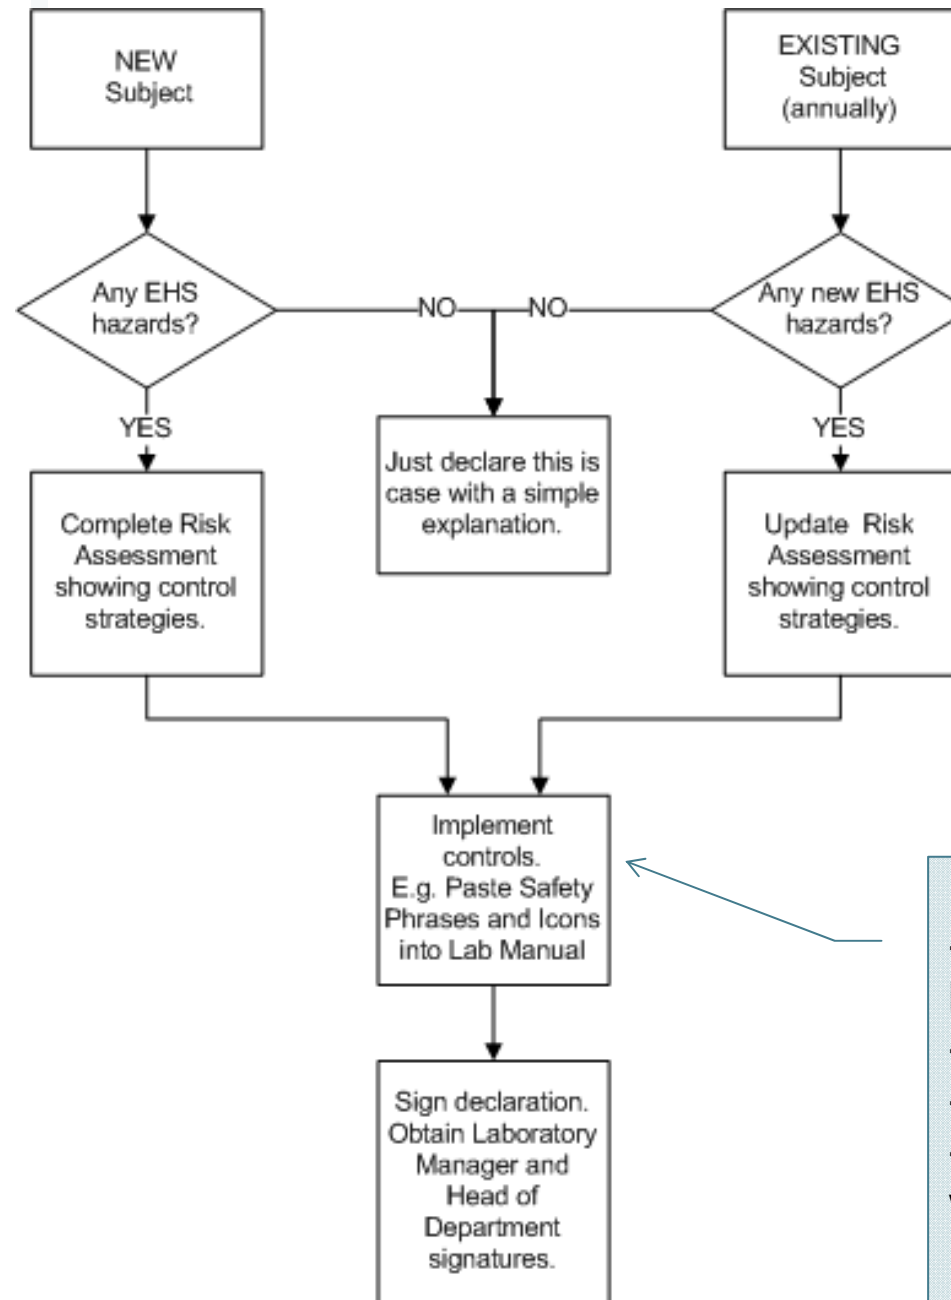 NEW
Subject
EXISTING
Subject
(annually)
Any EHS
hazards?
NO
NO
Any new EHS
hazards?
YES
YES
Just declare this is
case with a simple
explanation.
Complete Risk
Assessment
showing control
strategies.
Update Risk
Assessment
showing control
strategies.
Implement
controls.
E.g. Paste Safety
Phrases and Icons
into Lab Manual
Sign declaration.
Obtain Laboratory
Manager and
Head of
Department
signatures.